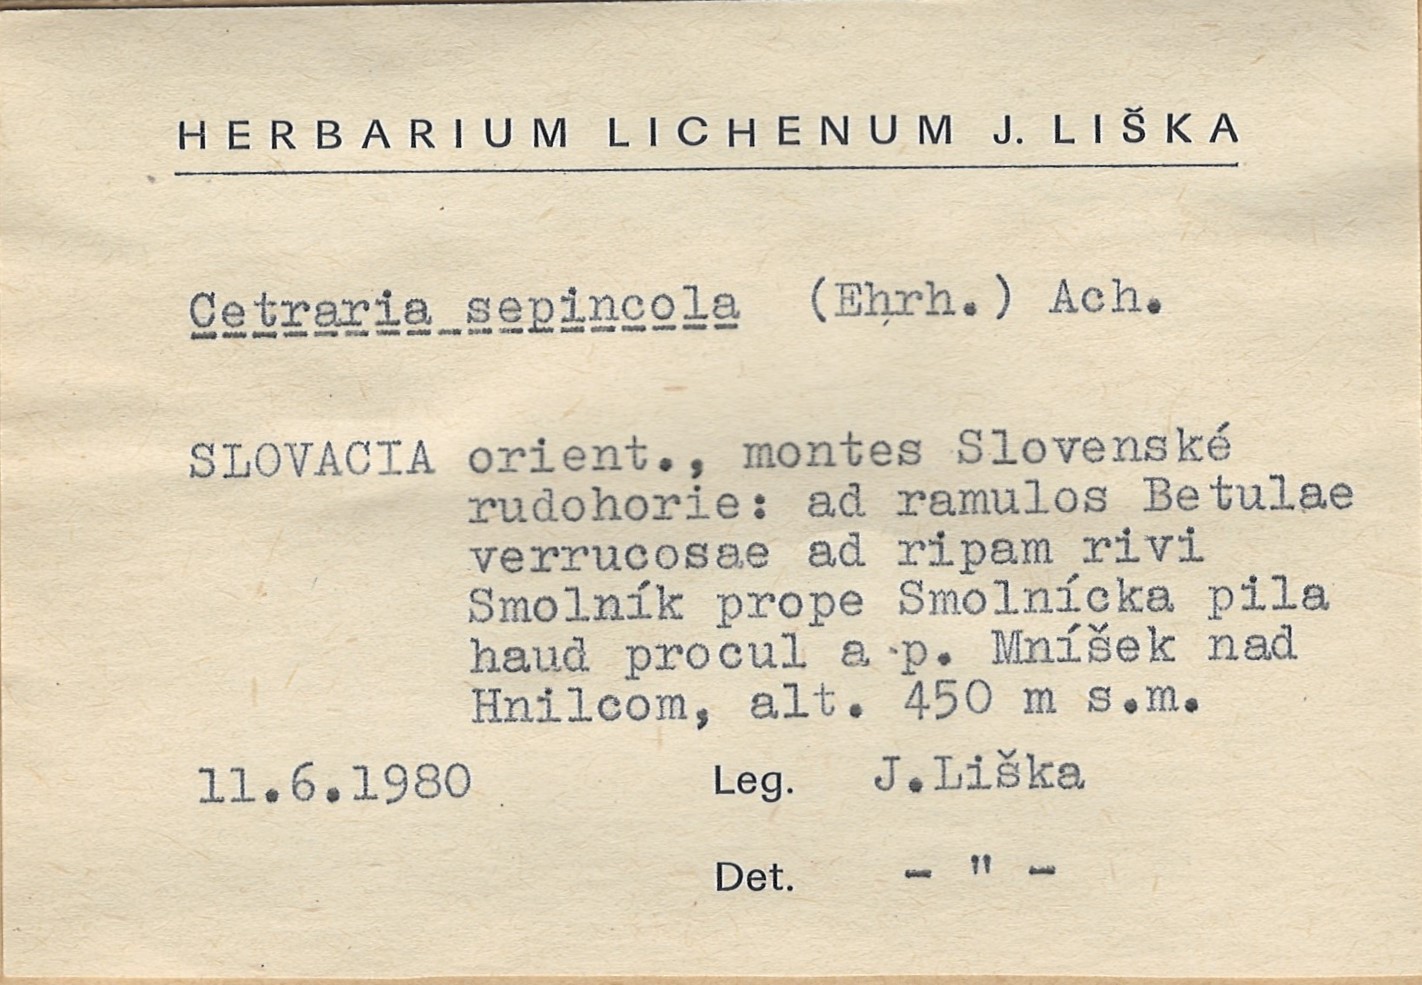 HERBARIUM LICHENUM J. LIŠKA
Cetraria sepincola (Ehrh.) Ach.
SLOVACIA orient., montes Slovenské
rudohorie: ad ramulos Betulae
verrucosae ad ripam rivi
Smolník prope Smolnícka pila
haud procul a p. Mníšek nad
Hnilcom, alt. 450 m s.m.
11.6.1980 Leg. J.Liška
Det. - " -